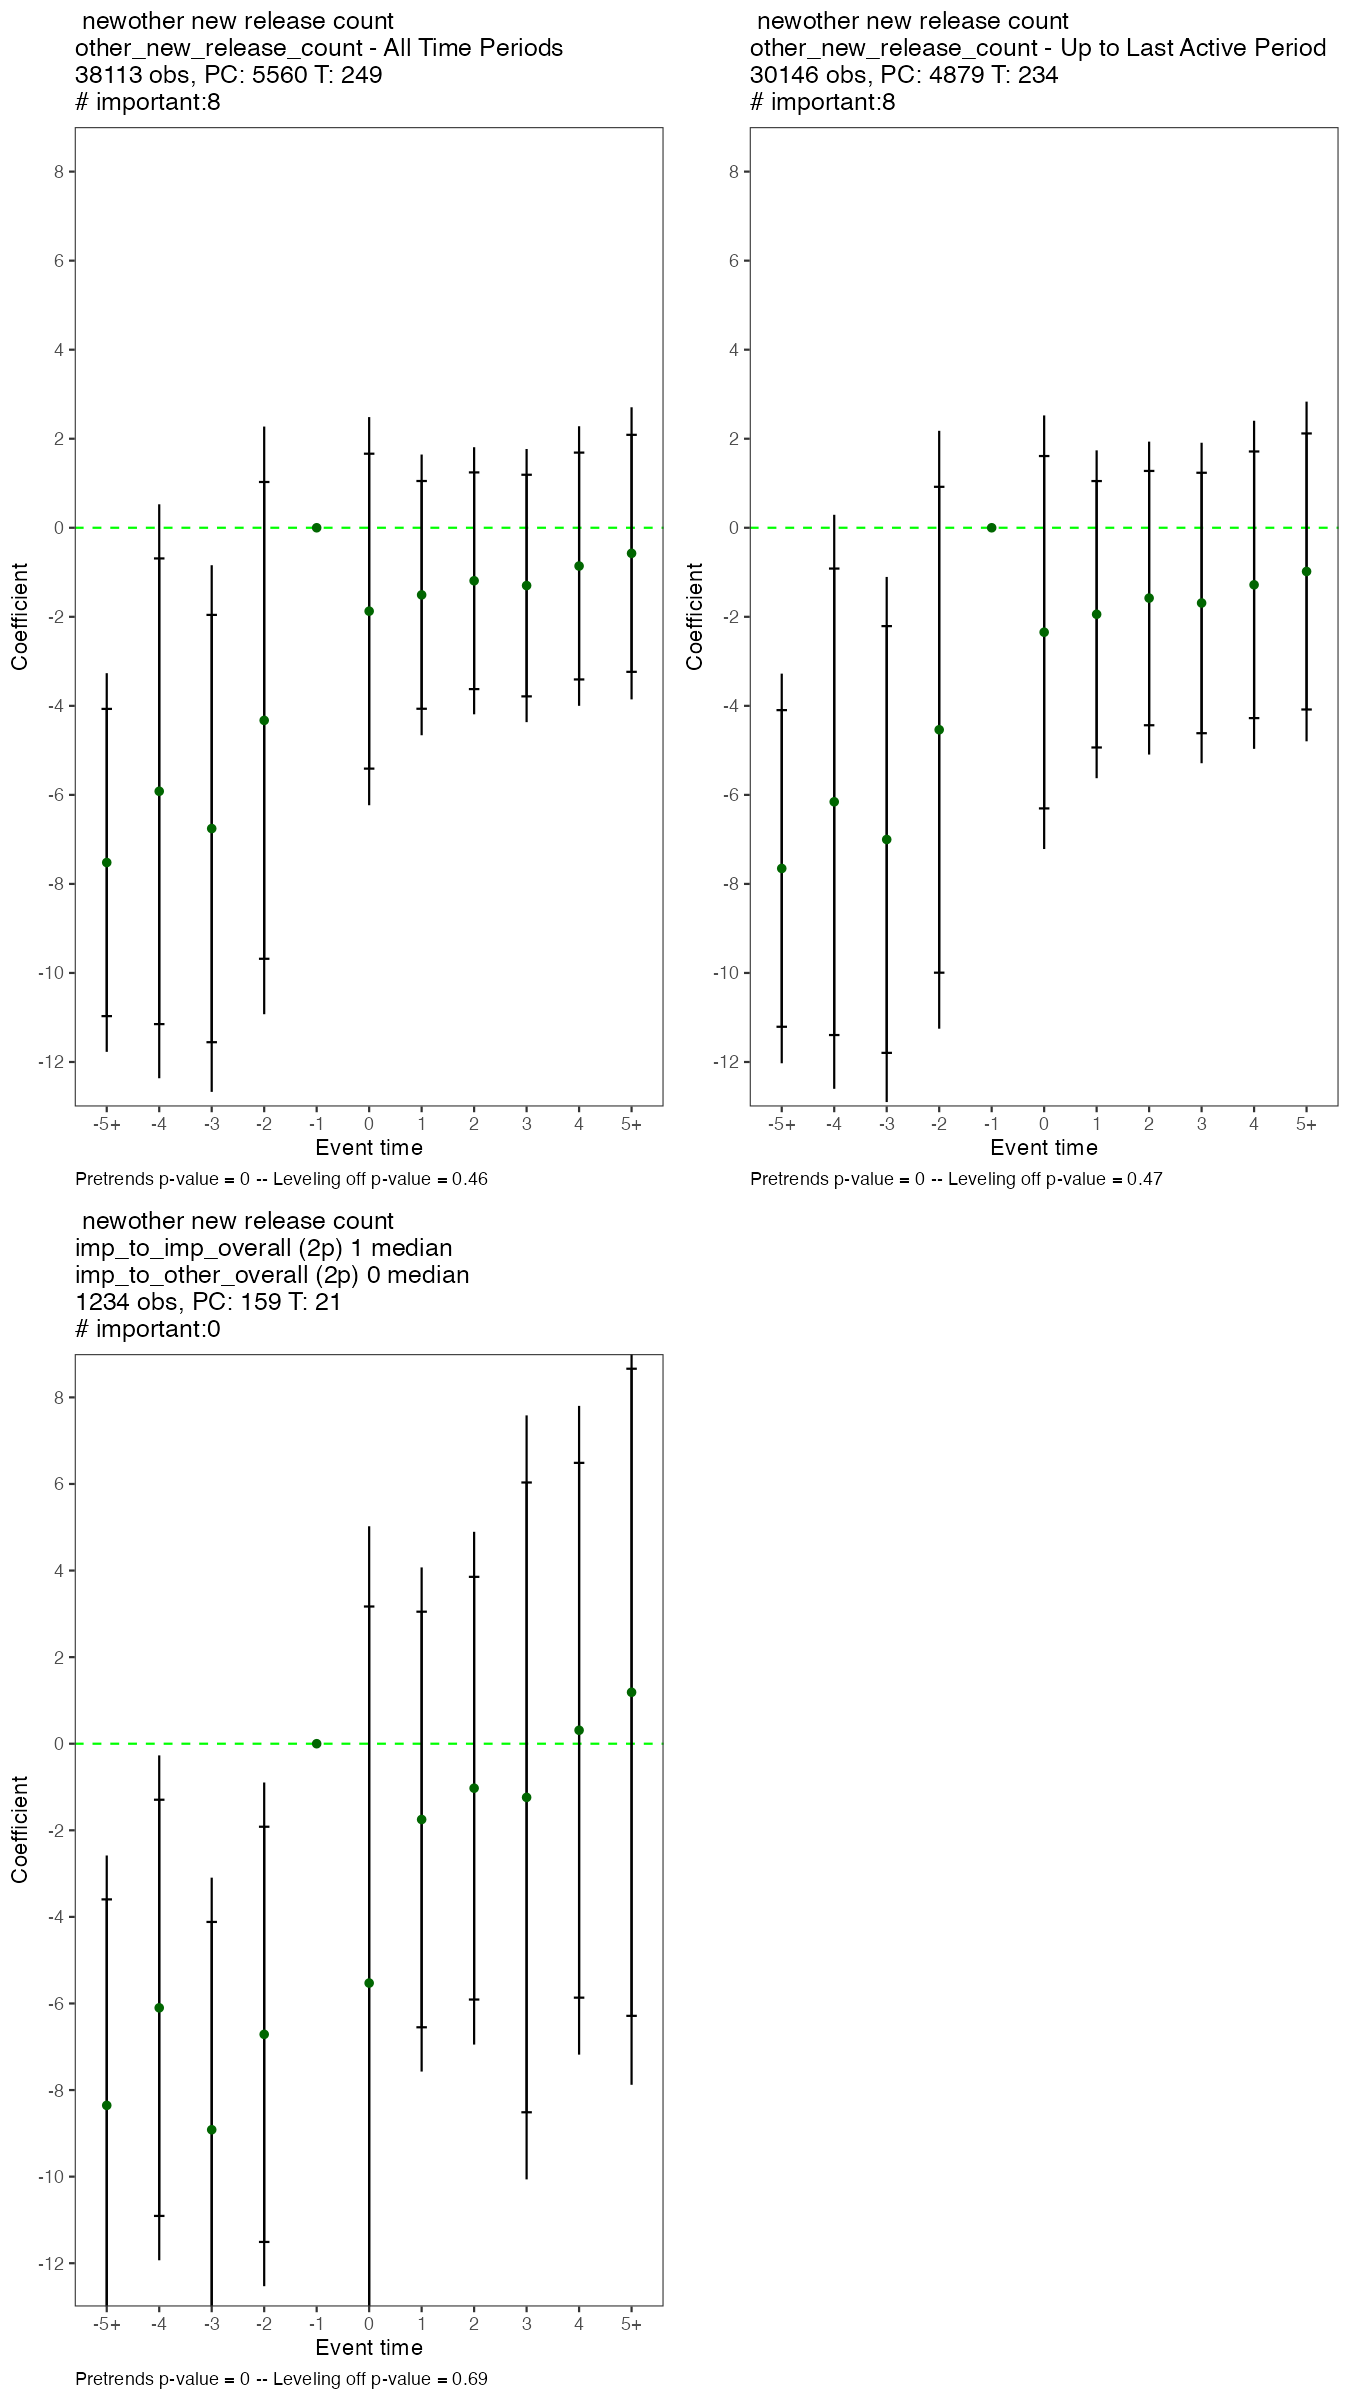 newother new release count
other_new_release_count - All Time Periods
38113 obs, PC: 5560 T: 249
# important:8
8
6
4
2
0
-2
-4
-6
-8
-10
-12
Coefficient
-5+ -4 -3 -2 -1 0 1 2 3 4 5+
Event time
Pretrends p-value = 0 -- Leveling off p-value = 0.46
newother new release count
other_new_release_count - Up to Last Active Period
30146 obs, PC: 4879 T: 234
# important:8
8
6
4
2
0
-2
-4
-6
-8
-10
-12
Coefficient
-5+ -4 -3 -2 -1 0 1 2 3 4 5+
Event time
Pretrends p-value = 0 -- Leveling off p-value = 0.47
newother new release count
imp_to_imp_overall (2p) 1 median
imp_to_other_overall (2p) 0 median
1234 obs, PC: 159 T: 21
# important:0
8
6
4
2
0
-2
-4
-6
-8
-10
-12
Coefficient
-5+ -4 -3 -2 -1 0 1 2 3 4 5+
Event time
Pretrends p-value = 0 -- Leveling off p-value = 0.69